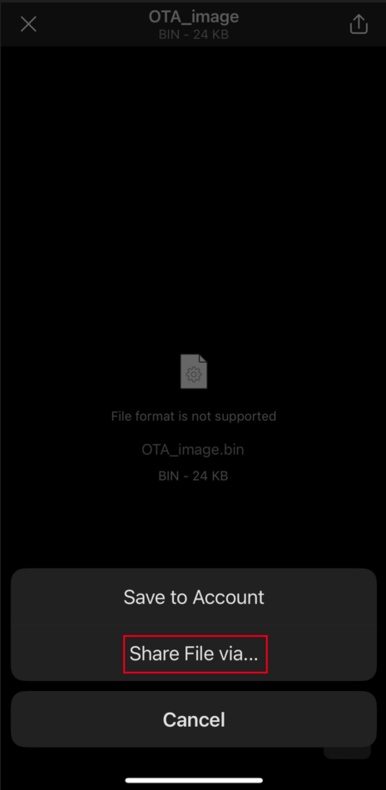 OTA_image
BIN - 24 KB
File format is not supported
OTA_image.bin
BIN - 24 KB
Save to Account
Share File via...
Cancel